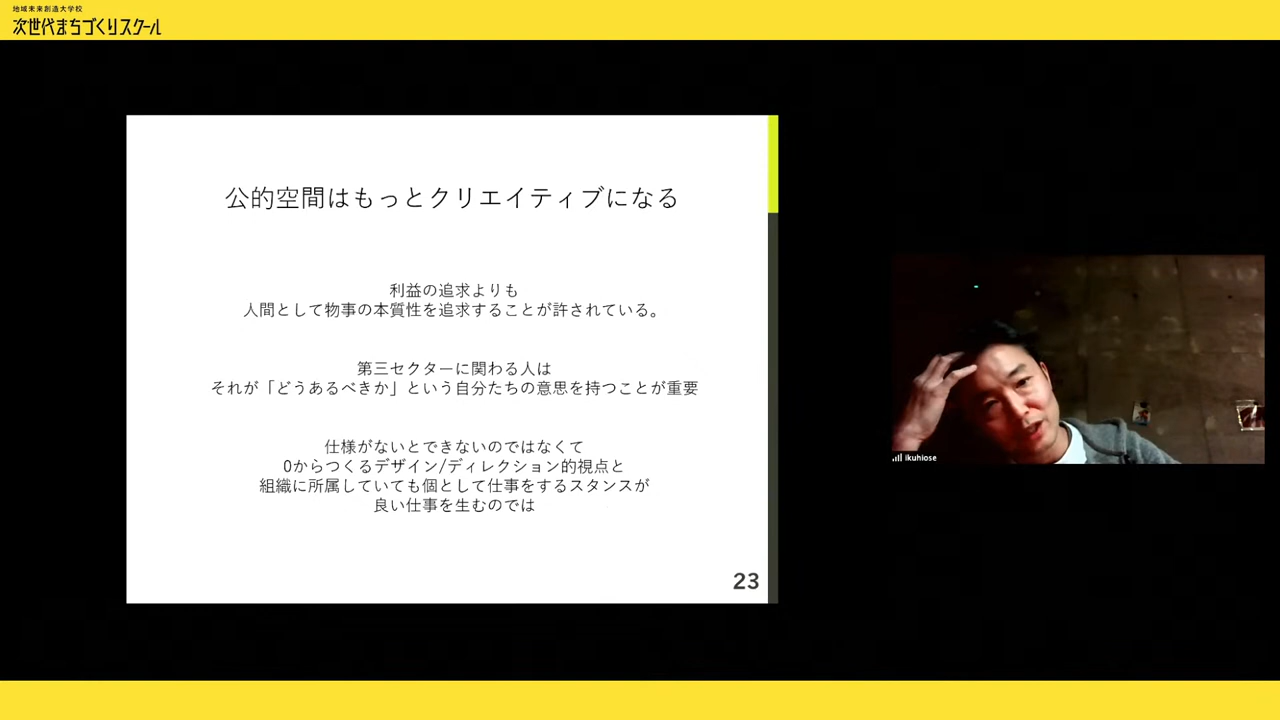 地域未来創造大学校
次世代まちづくりスクール
公的空間はもっとクリエイティブになる
利益の追求よりも
人間として物事の本質性を追求することが許されている。
第三セクターに関わる人は
それが「どうあるべきか」という自分たちの意思を持つことが重要
仕様がないとできないのではなくて
0からつくるデザイン/ディレクション的視点と
組織に所属していても個として仕事をするスタンスが
良い仕事を生むのでは
23
ikuhiose